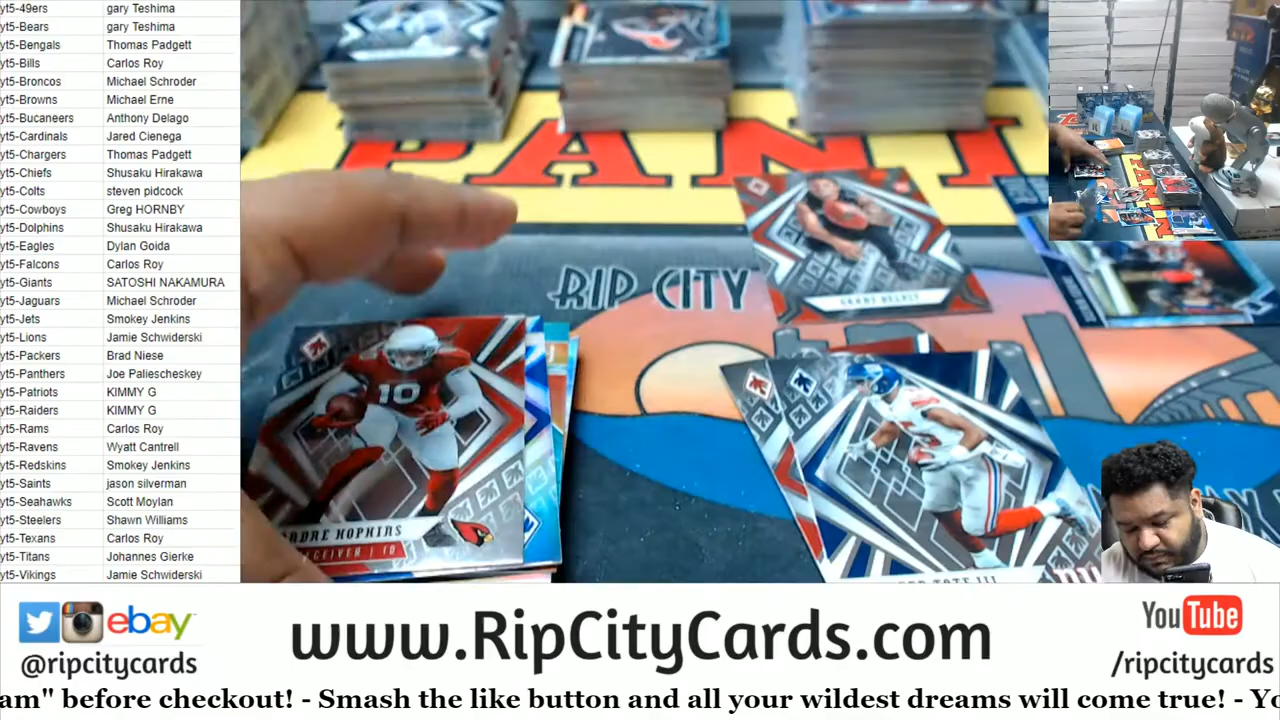 yt5-49ers gary Teshima
yt5-Bears gary Teshima
yt5-Bengals Thomas Padgett
yt5-Bills Carlos Roy
yt5-Broncos Michael Schroder
yt5-Browns Michael Erne
yt5-Bucaneers Anthony Delago
yt5-Cardinals Jared Cienega
yt5-Chargers Thomas Padgett
yt5-Chiefs Shusaku Hirakawa
yt5-Colts steven pidcock
yt5-Cowboys Greg HORNBY
yt5-Dolphins Shusaku Hirakawa
yt5-Eagles Dylan Goida
yt5-Falcons Carlos Roy
yt5-Giants SATOSHI NAKAMURA
yt5-Jaguars Michael Schroder
yt5-Jets Smokey Jenkins
yt5-Lions Jamie Schwiderski
yt5-Packers Brad Niese
yt5-Panthers Joe Paliescheskey
yt5-Patriots KIMMY G
yt5-Raiders KIMMY G
yt5-Rams Carlos Roy
yt5-Ravens Wyatt Cantrell
yt5-Redskins Smokey Jenkins
yt5-Saints jason silverman
yt5-Seahawks Scott Moylan
yt5-Steelers Shawn Williams
yt5-Texans Carlos Roy
yt5-Titans Johannes Gierke
yt5-Vikings Jamie Schwiderski
PANI
RIP CITY
10
HOPKINS
10
TATE III
ebay
@ripcitycards
www.RipCityCards.com
YouTube
/ripcitycards
am" before checkout! - Smash the like button and all your wildest dreams will come true! - Yo